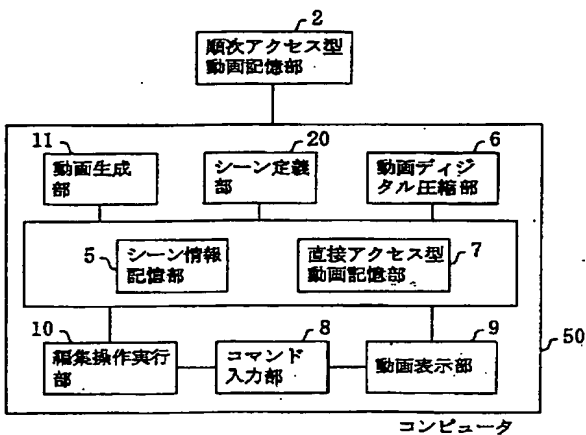 2
順次アクセス型
動画記憶部
11
動画生成
部
20
シーン定義
部
6
動画ディジ
タル圧縮部
5
シーン情報
記憶部
直接アクセス型
動画記憶部
7
10
編集操作実行
部
8
コマンド
入力部
9
動画表示部
50
コンピュータ